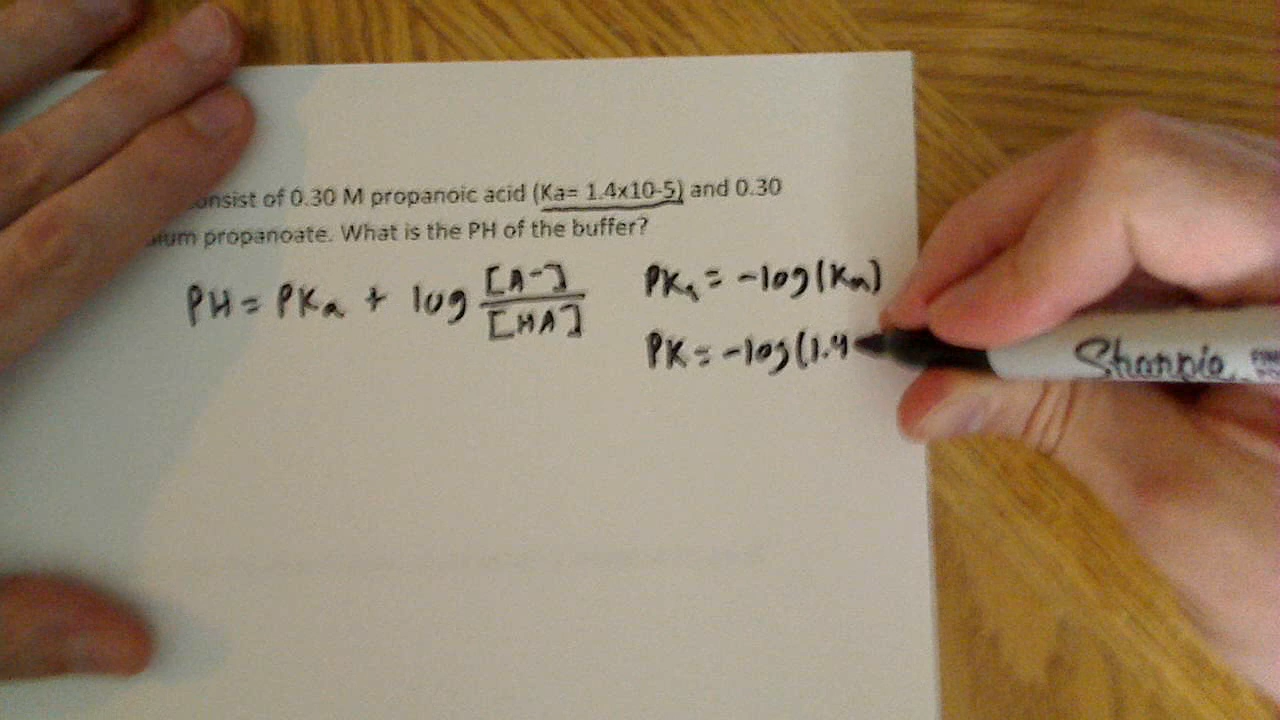 onsist of 0.30 M propanoic acid (Ka= 1.4x10-5) and 0.30
ium propanoate. What is the PH of the buffer?
PH = PKa + log [A-] / [HA]
PKa = -log(Ka)
PK = -log(1.4
Sharpie
FINE